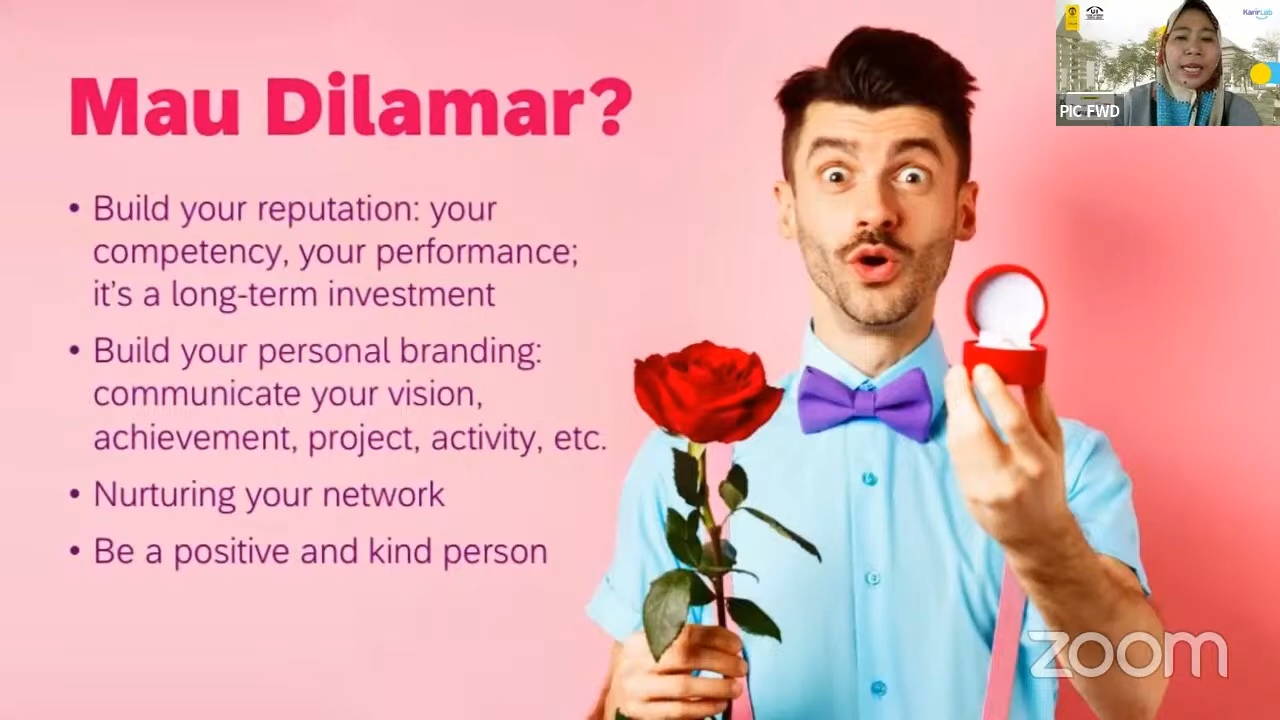 Mau Dilamar?
• Build your reputation: your
competency, your performance;
it's a long-term investment
• Build your personal branding:
communicate your vision,
achievement, project, activity, etc.
• Nurturing your network
• Be a positive and kind person
KarirLab
PIC FWD
zoom